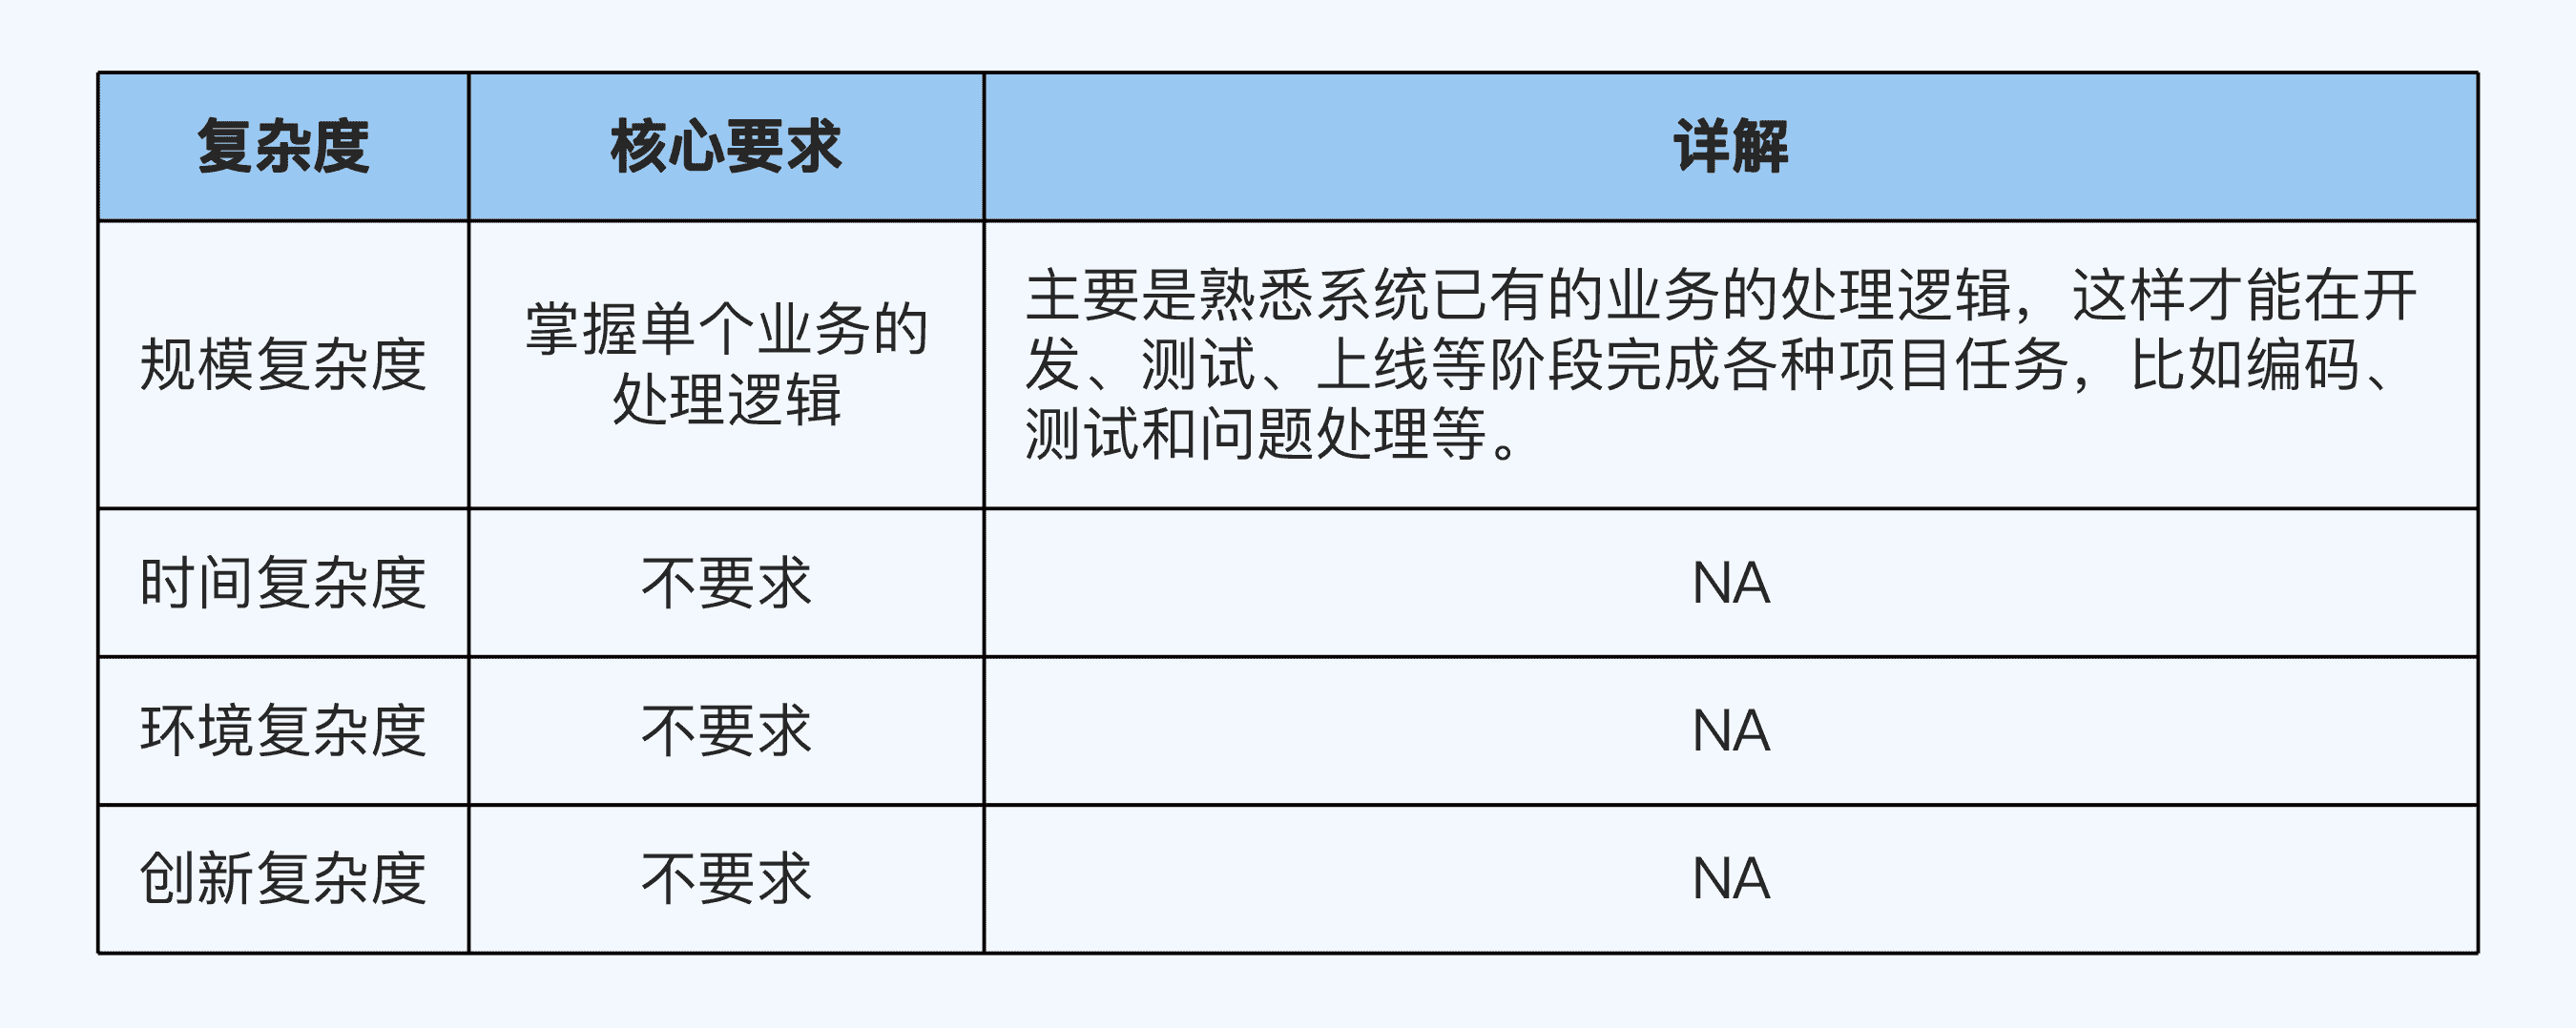 复杂度
核心要求
详解
规模复杂度
掌握单个业务的
处理逻辑
主要是熟悉系统已有的业务的处理逻辑，这样才能在开
发、测试、上线等阶段完成各种项目任务，比如编码、
测试和问题处理等。
时间复杂度
不要求
NA
环境复杂度
不要求
NA
创新复杂度
不要求
NA